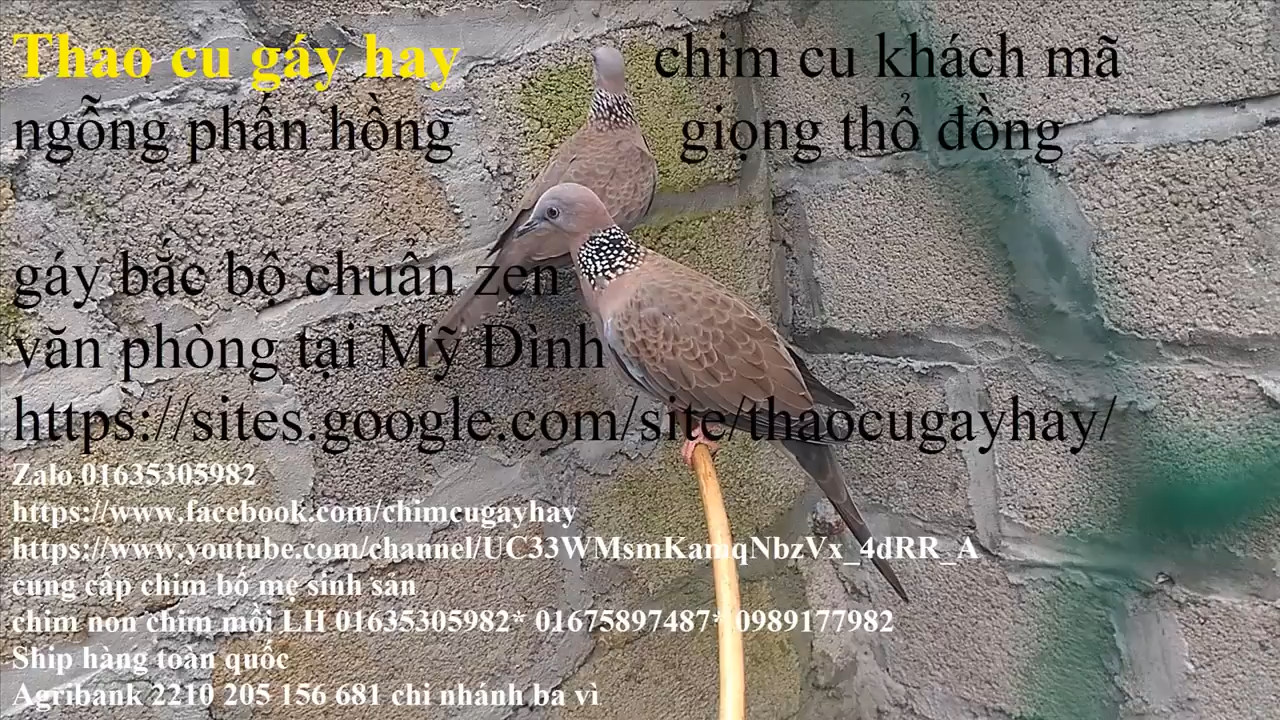 Thao cu gáy hay chim cu khách mã
ngỗng phấn hồng giọng thổ đồng
gáy bắc bộ chuân zen
văn phòng tại Mỹ Đình
https://sites.google.com/site/thaocugayhay/
Zalo 01635305982
https://www.facebook.com/chimcugayhay
https://www.youtube.com/channel/UC33WMsmKamqNbzVx_4dRR_A
cung cấp chim bố mẹ sinh sản
chim non chim mồi LH 01635305982* 01675897487* 0989177982
Ship hàng toàn quốc
Agribank 2210 205 156 681 chi nhánh ba vì